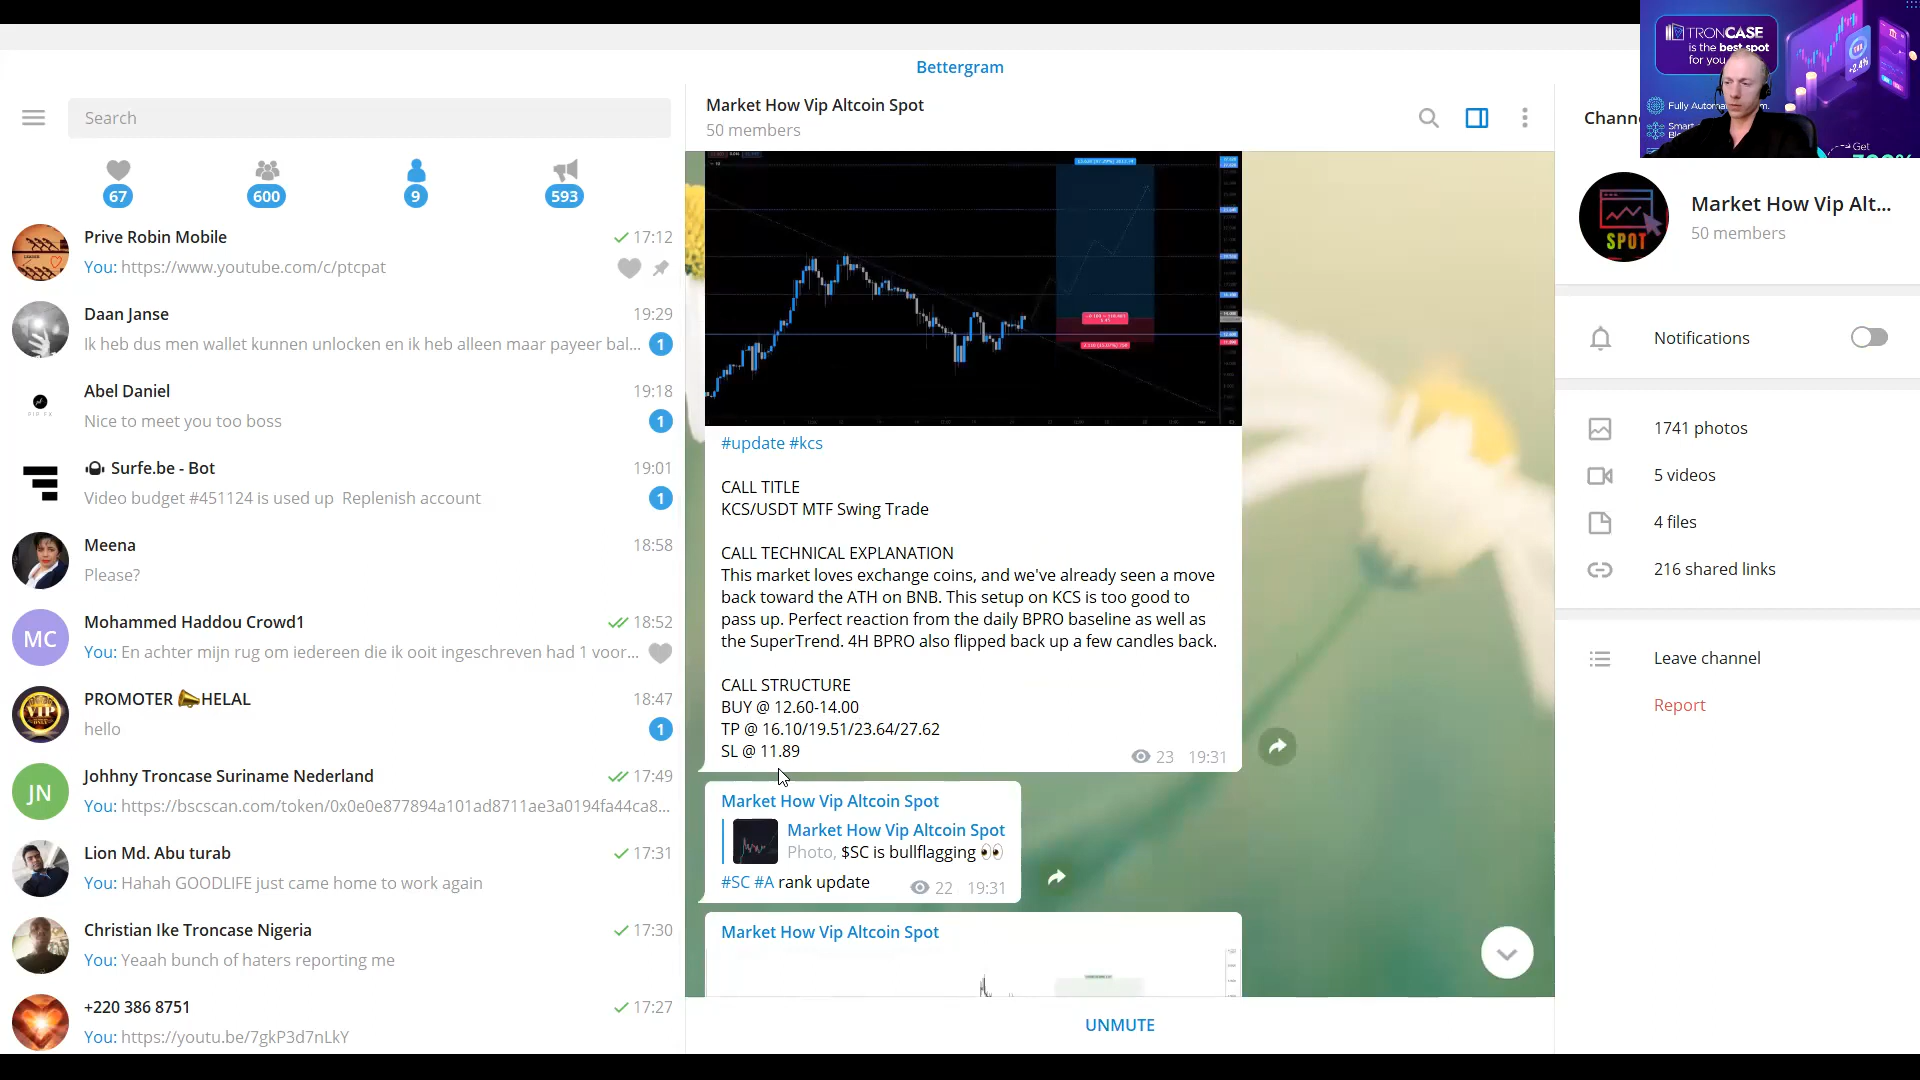 Bettergram
Search
67
600
9
593
Prive Robin Mobile
17:12
You: https://www.youtube.com/c/ptcpat
Daan Janse
19:29
Ik heb dus men wallet kunnen unlocken en ik heb alleen maar payeer bal...
1
Abel Daniel
19:18
Nice to meet you too boss
1
Surfe.be - Bot
19:01
Video budget #451124 is used up Replenish account
1
Meena
18:58
Please?
MC
Mohammed Haddou Crowd1
18:52
You: En achter mijn rug om iedereen die ik ooit ingeschreven had 1 voor...
VIP
PROMOTER 📣HELAL
18:47
hello
1
JN
Johhny Troncase Suriname Nederland
17:49
You: https://bscscan.com/token/0x0e0e877894a101ad8711ae3a0194fa44ca8...
Lion Md. Abu turab
17:31
You: Hahah GOODLIFE just came home to work again
Christian Ike Troncase Nigeria
17:30
You: Yeaah bunch of haters reporting me
+220 386 8751
17:27
You: https://youtu.be/7gkP3d7nLkY
Market How Vip Altcoin Spot
50 members
#update #kcs
CALL TITLE
KCS/USDT MTF Swing Trade
CALL TECHNICAL EXPLANATION
This market loves exchange coins, and we've already seen a move
back toward the ATH on BNB. This setup on KCS is too good to
pass up. Perfect reaction from the daily BPRO baseline as well as
the SuperTrend. 4H BPRO also flipped back up a few candles back.
CALL STRUCTURE
BUY @ 12.60-14.00
TP @ 16.10/19.51/23.64/27.62
SL @ 11.89
23 19:31
Market How Vip Altcoin Spot
Market How Vip Altcoin Spot
Photo, $SC is bullflagging 👀
#SC #A rank update
22 19:31
Market How Vip Altcoin Spot
UNMUTE
TRONCASE
is the best spot
for you
Fully Automa
Smar
Get
Chann
SPOT
Market How Vip Alt...
50 members
Notifications
1741 photos
5 videos
4 files
216 shared links
Leave channel
Report